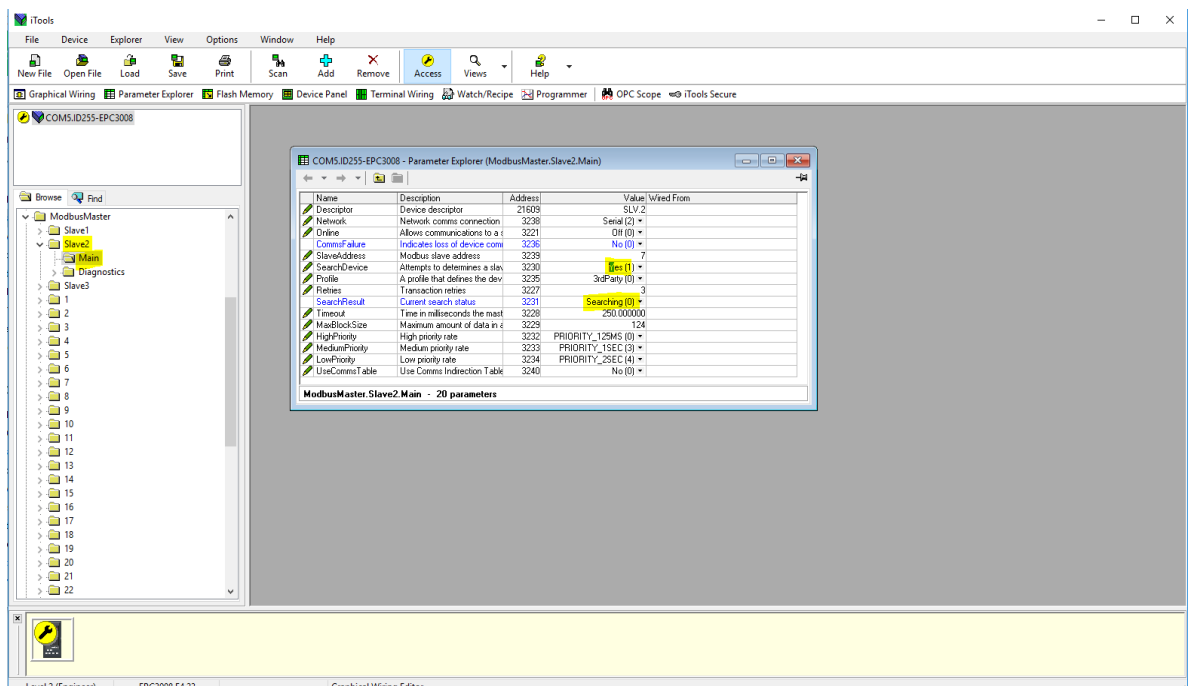 iTools
File Device Explorer View Options Window Help
New File Open File Load Save Print Scan Add Remove Access Views Help
Graphical Wiring Parameter Explorer Flash Memory Device Panel Terminal Wiring Watch/Recipe Programmer OPC Scope iTools Secure
COM5.ID255-EPC3008
Browse Find
ModbusMaster
Slave1
Slave2
Main
Diagnostics
Slave3
1
2
3
4
5
6
7
8
9
10
11
12
13
14
15
16
17
18
19
20
21
22
COM5.ID255-EPC3008 - Parameter Explorer (ModbusMaster.Slave2.Main)
Name Description Address Value Wired From
Descriptor Device descriptor 21609 SLV.2
Network Network comms connection 3238 Serial (2)
Online Allows communications to a s 3221 Off (0)
CommsFailure Indicates loss of device com 3236 No (0)
SlaveAddress Modbus slave address 3239 7
SearchDevice Attempts to determines a slav 3230 Yes (1)
Profile A profile that defines the dev 3235 3rdParty (0)
Retries Transaction retries 3227 3
SearchResult Current search status 3231 Searching (0)
Timeout Time in milliseconds the mast 3228 250.000000
MaxBlockSize Maximum amount of data in a 3229 124
HighPriority High priority rate 3232 PRIORITY_125MS (0)
MediumPriority Medium priority rate 3233 PRIORITY_1SEC (3)
LowPriority Low priority rate 3234 PRIORITY_2SEC (4)
UseCommsTable Use Comms Indirection Table 3240 No (0)
ModbusMaster.Slave2.Main - 20 parameters
Graphical Wiring Editor